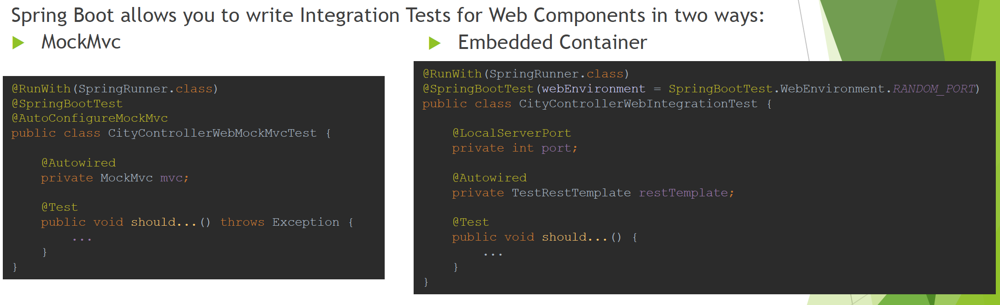 Spring Boot allows you to write Integration Tests for Web Components in two ways:
MockMvc
@RunWith(SpringRunner.class)
@SpringBootTest
@AutoConfigureMockMvc
public class CityControllerWebMockMvcTest {
@Autowired
private MockMvc mvc;
@Test
public void should...() throws Exception {
...
}
}
Embedded Container
@RunWith(SpringRunner.class)
@SpringBootTest(webEnvironment = SpringBootTest.WebEnvironment.RANDOM_PORT)
public class CityControllerWebIntegrationTest {
@LocalServerPort
private int port;
@Autowired
private TestRestTemplate restTemplate;
@Test
public void should...() {
...
}
}